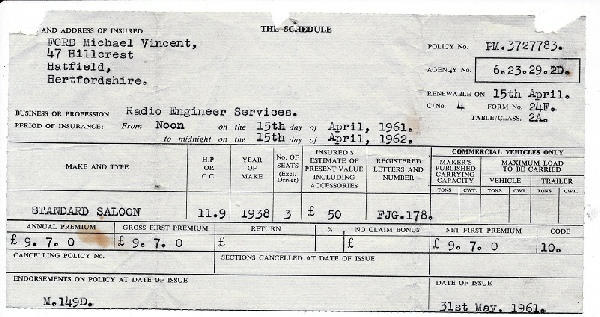 AND ADDRESS OF INSURED
THE SCHEDULE
FORD Michael Vincent,
47 Hillcrest
Hatfield,
Hertfordshire.
POLICY No. PM.3727783.
AGENCY No. 6.23.29.2D.
RENEWABLE ON 15th April.
C/No. 4 FORM No. 24F.
TABLE/CLASS. 2A.
BUSINESS OR PROFESSION Radio Engineer Services.
PERIOD OF INSURANCE: From Noon on the 15th day of April, 1961.
to midnight on the 15th day of April, 1962.
MAKE AND TYPE
H.P. OR C.C.
YEAR OF MAKE
No. OF SEATS (Excl. Driver)
INSURED'S ESTIMATE OF PRESENT VALUE INCLUDING ACCESSORIES
REGISTERED LETTERS AND NUMBER
COMMERCIAL VEHICLES ONLY
MAKER'S PUBLISHED CARRYING CAPACITY
MAXIMUM LOAD TO BE CARRIED
VEHICLE TRAILER
TONS CWT. TONS CWT. TONS CWT.
STANDARD SALOON 11.9 1938 3 £ 50 FJG.178.
ANNUAL PREMIUM GROSS FIRST PREMIUM RETURN % NO CLAIM BONUS NET FIRST PREMIUM CODE
£ 9. 7. 0 £ 9. 7. 0 £ £ £ 9. 7. 0 10.
CANCELLING POLICY No. SECTIONS CANCELLED AT DATE OF ISSUE
ENDORSEMENTS ON POLICY AT DATE OF ISSUE DATE OF ISSUE
M.149D. 31st May. 1961.